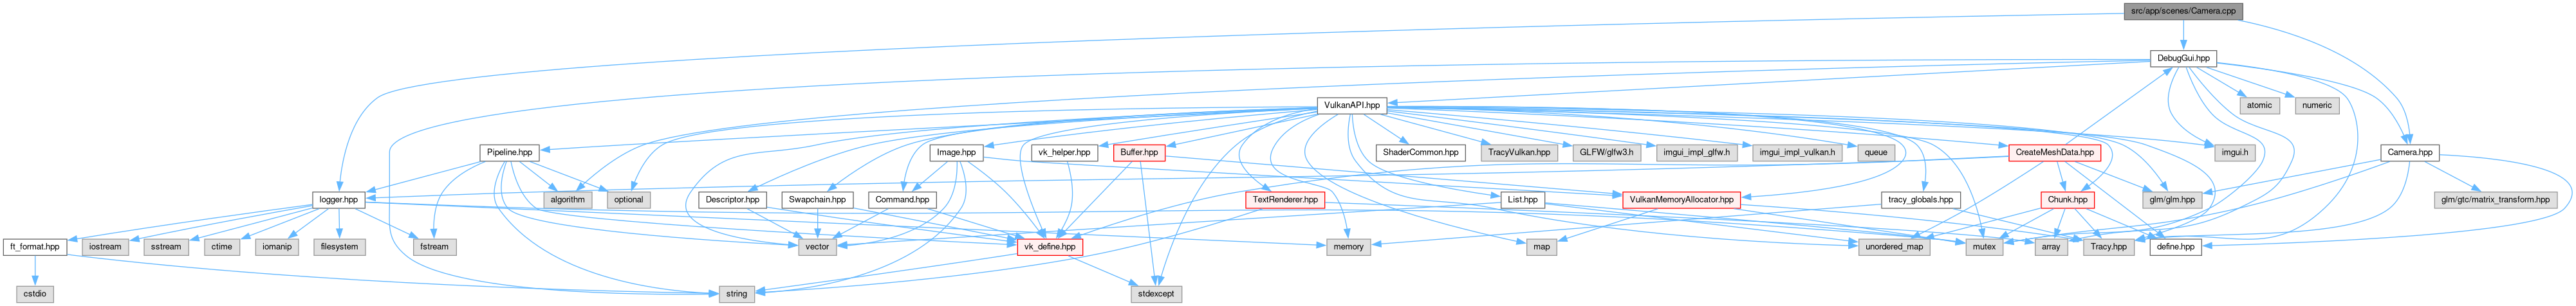 src/app/scenes/Camera.cpp
DebugGui.hpp
VulkanAPI.hpp
atomic
numeric
Pipeline.hpp
Image.hpp
vk_helper.hpp
Buffer.hpp
ShaderCommon.hpp
TracyVulkan.hpp
GLFW/glfw3.h
imgui_impl_glfw.h
imgui_impl_vulkan.h
queue
CreateMeshData.hpp
imgui.h
Camera.hpp
logger.hpp
algorithm
optional
Descriptor.hpp
Swapchain.hpp
Command.hpp
TextRenderer.hpp
List.hpp
VulkanMemoryAllocator.hpp
tracy_globals.hpp
Chunk.hpp
glm/glm.hpp
glm/gtc/matrix_transform.hpp
ft_format.hpp
iostream
sstream
ctime
iomanip
filesystem
fstream
vector
vk_define.hpp
memory
map
unordered_map
mutex
array
Tracy.hpp
define.hpp
cstdio
string
stdexcept